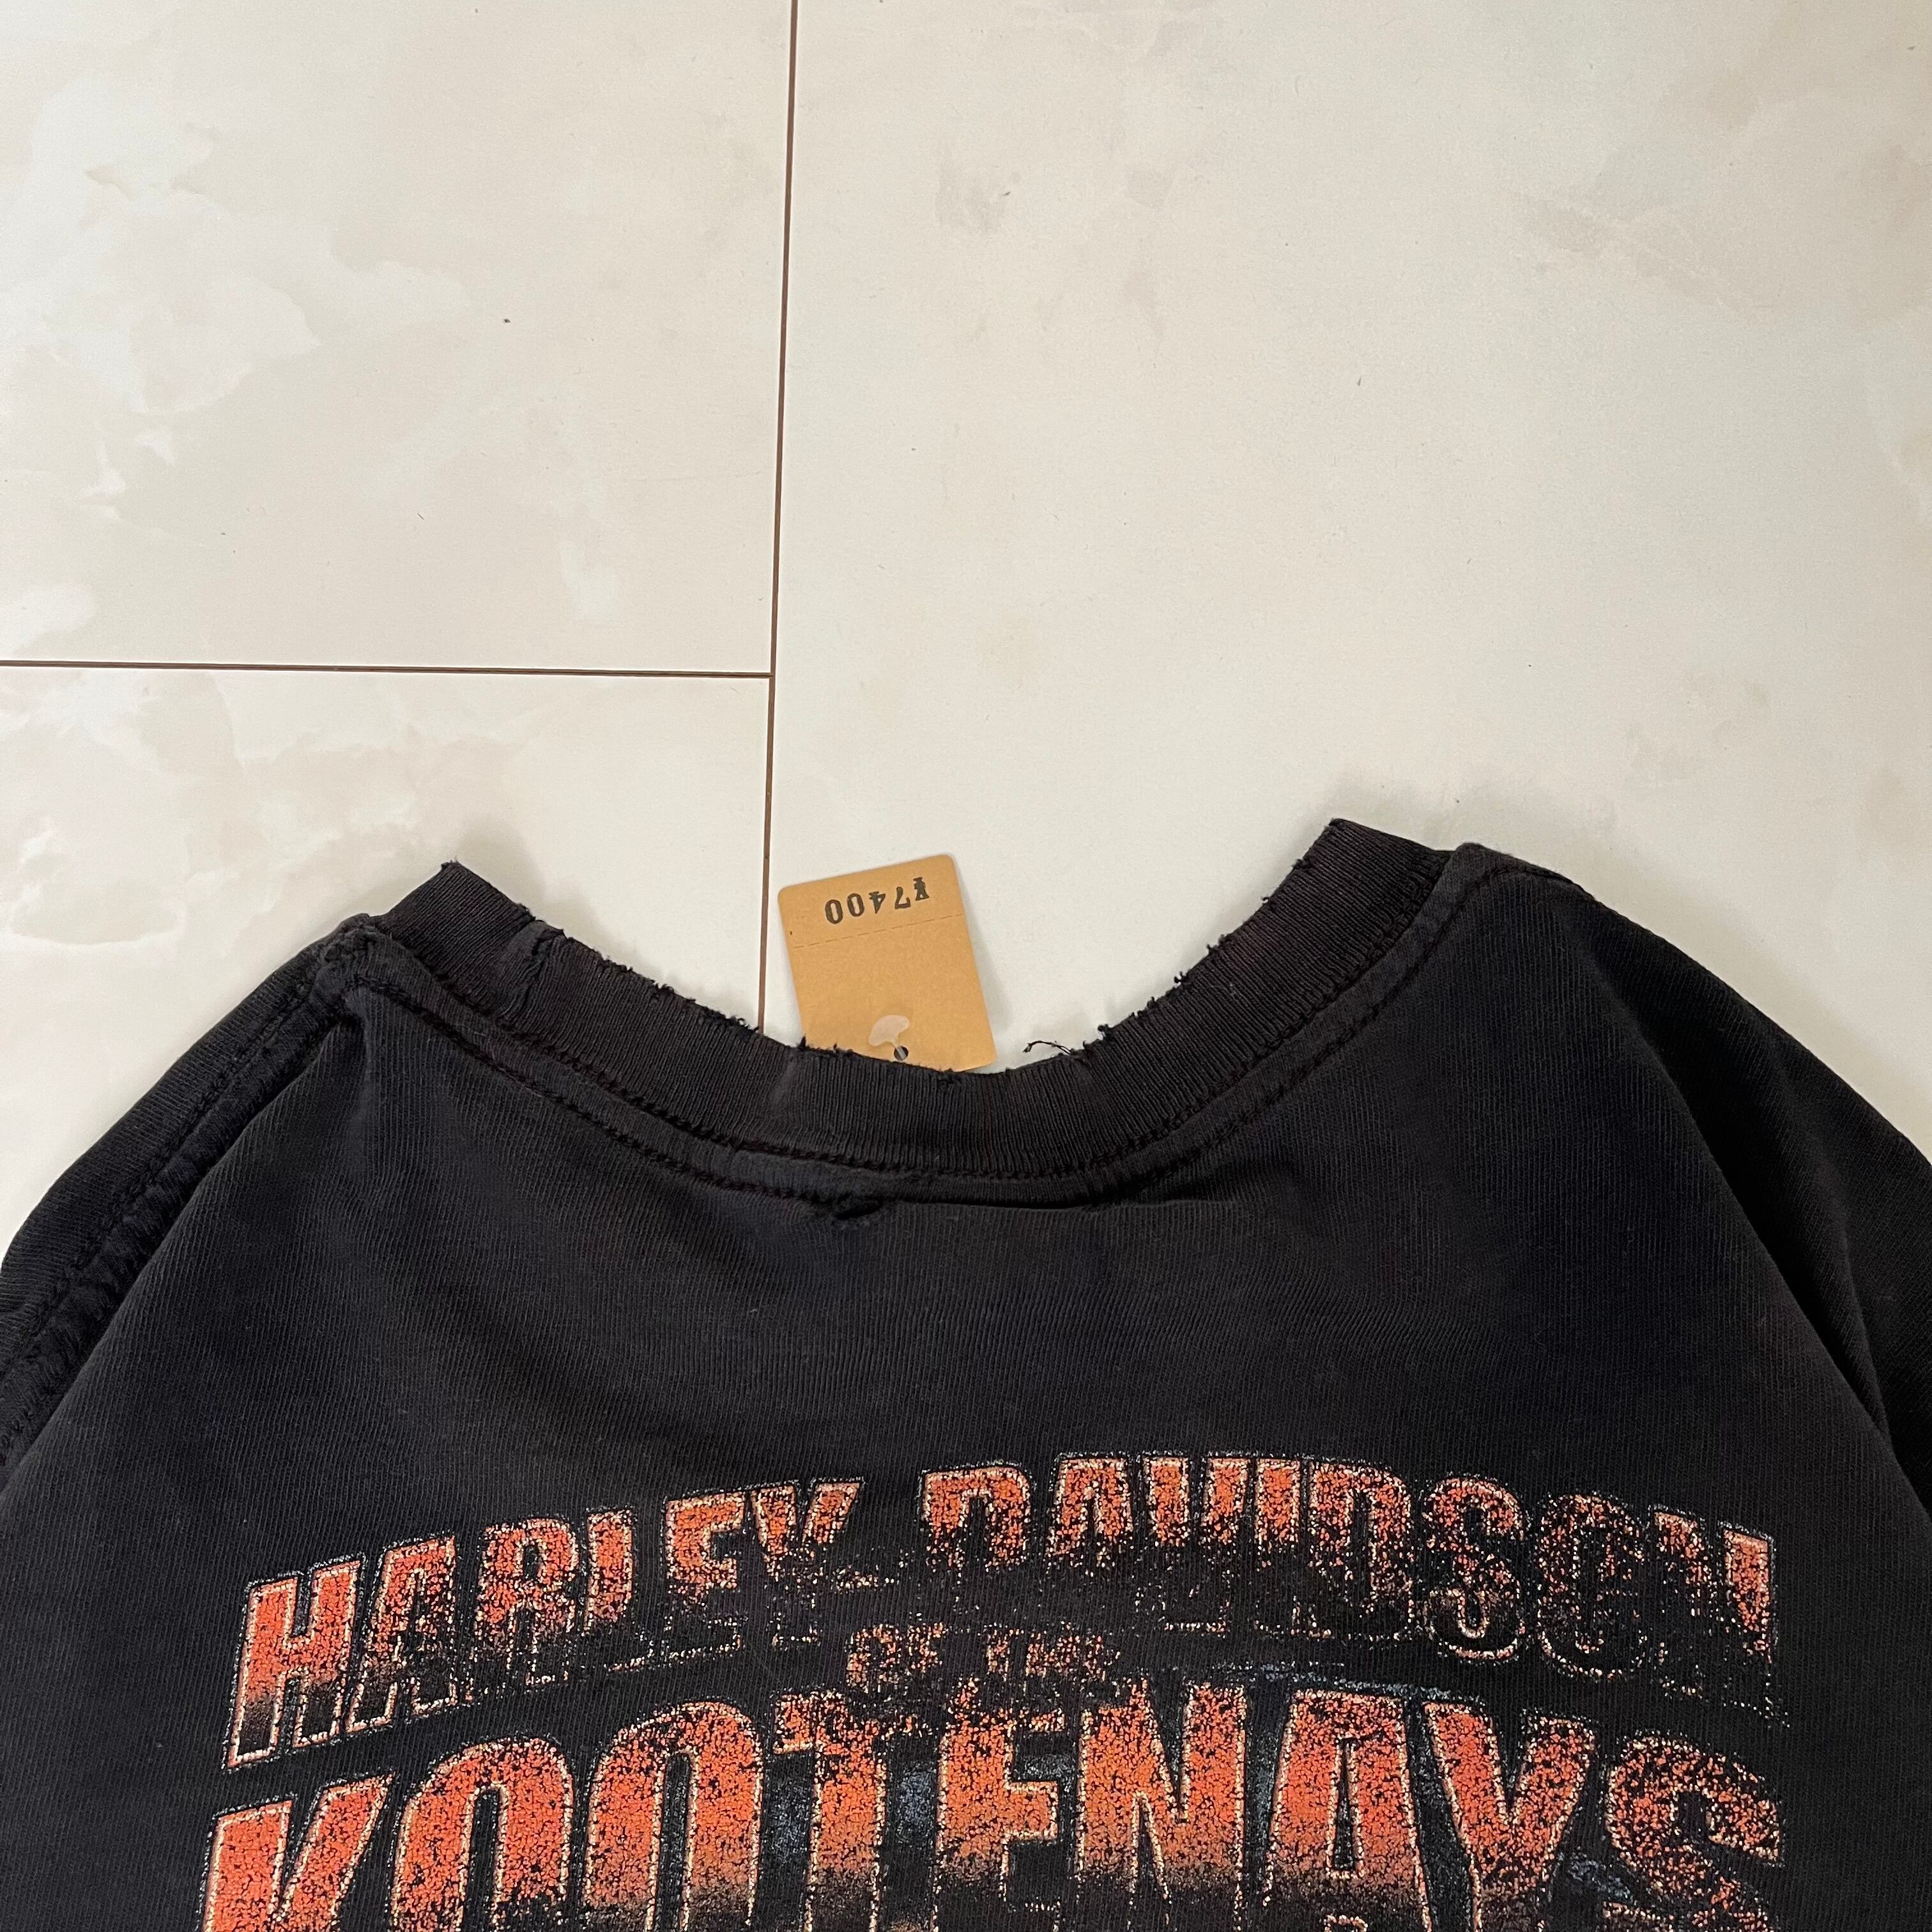 ¥7400
HARLEY-DAVIDSON
OF THE
KOOTENAYS